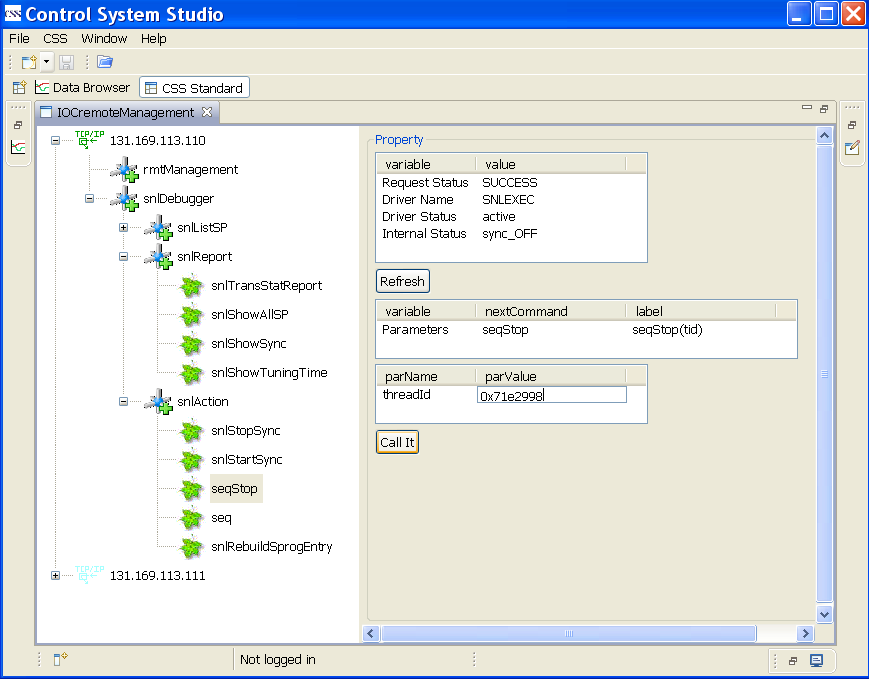 CSS Control System Studio
File CSS Window Help
Data Browser CSS Standard
IOCremoteManagement
TCP/IP 131.169.113.110
rmtManagement
snlDebugger
snlListSP
snlReport
snlTransStatReport
snlShowAllSP
snlShowSync
snlShowTuningTime
snlAction
snlStopSync
snlStartSync
seqStop
seq
snlRebuildSprogEntry
TCP/IP 131.169.113.111
Property
variable value
Request Status SUCCESS
Driver Name SNLEXEC
Driver Status active
Internal Status sync_OFF
Refresh
variable nextCommand label
Parameters seqStop seqStop(tid)
parName parValue
threadId 0x71e2998
Call It
Not logged in